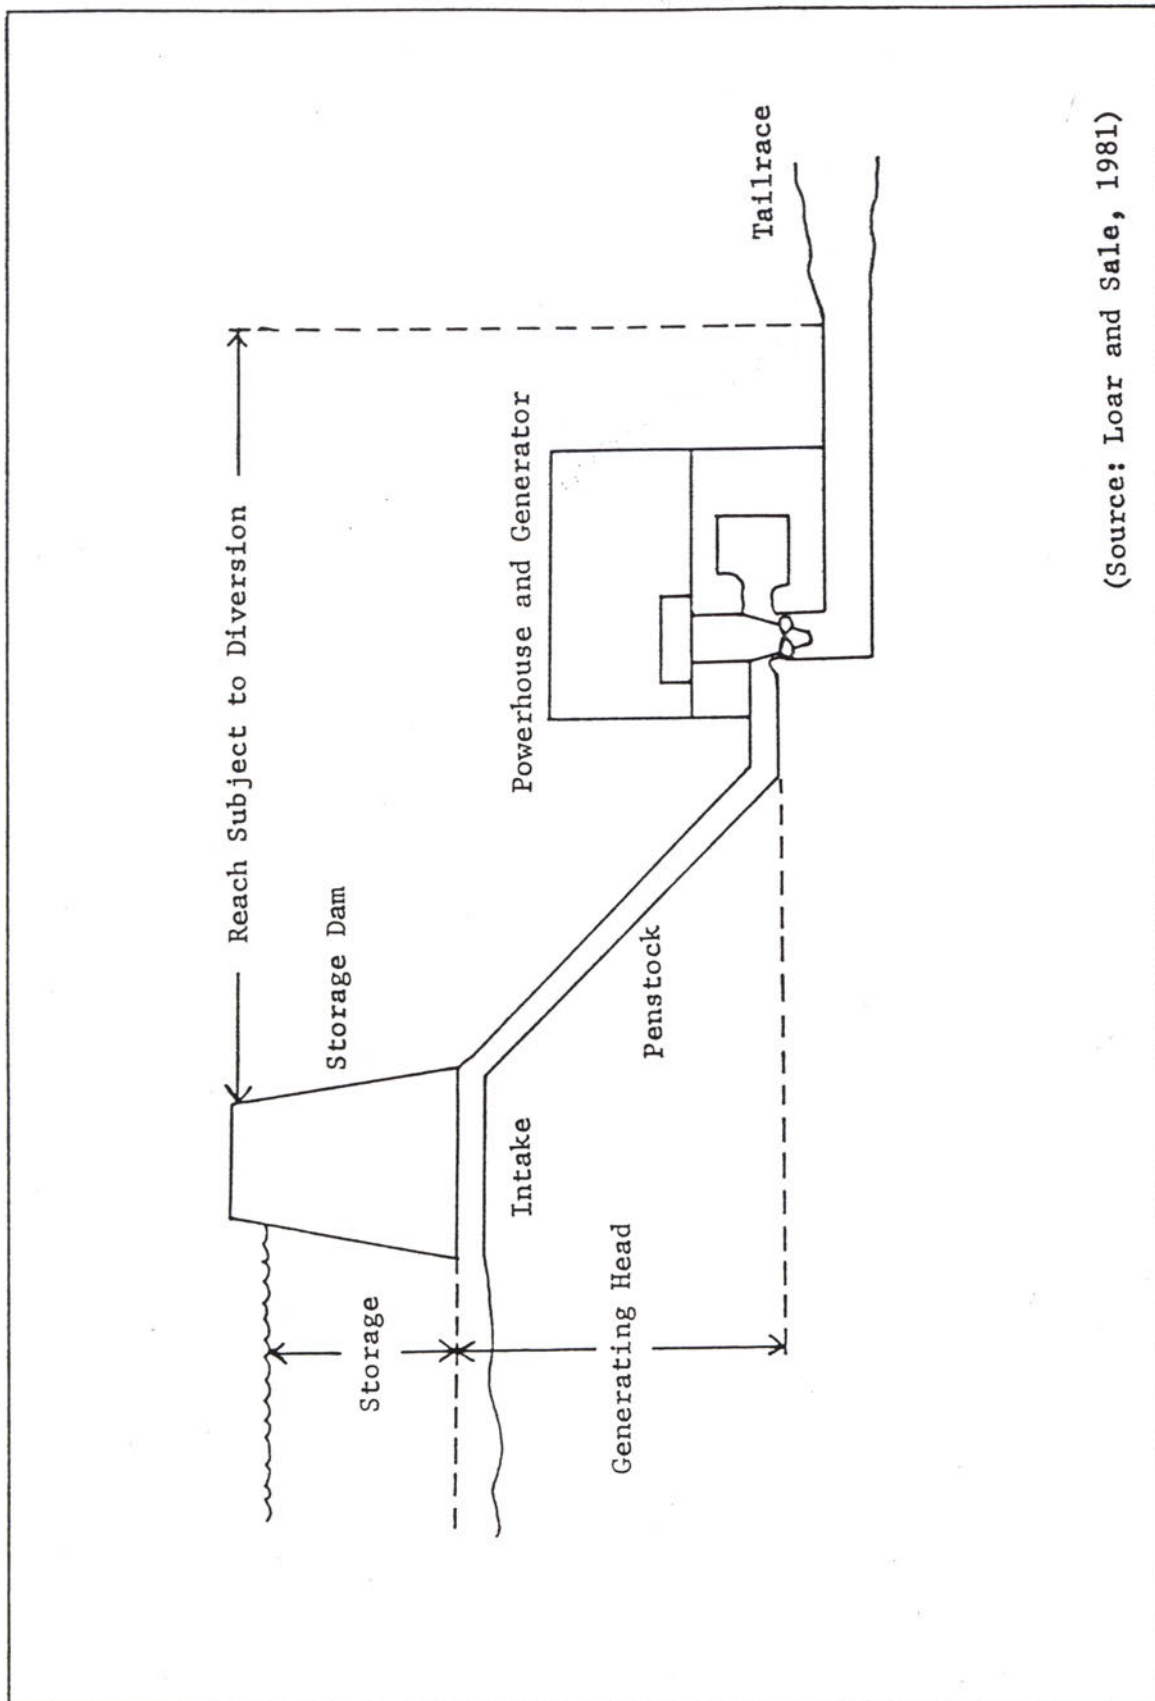 Reach Subject to Diversion
Storage Dam
Storage
Powerhouse and Generator
Intake
Generating Head
Penstock
Tailrace
(Source: Loar and Sale, 1981)